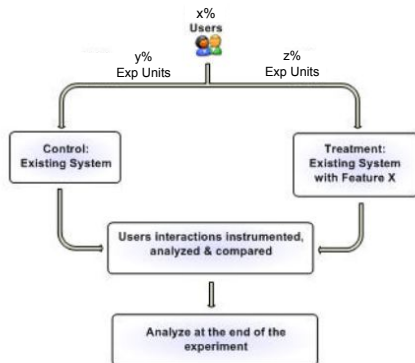 x%
Users
y%
Exp Units
z%
Exp Units
Control:
Existing System
Treatment:
Existing System
with Feature X
Users interactions instrumented,
analyzed & compared
Analyze at the end of the
experiment